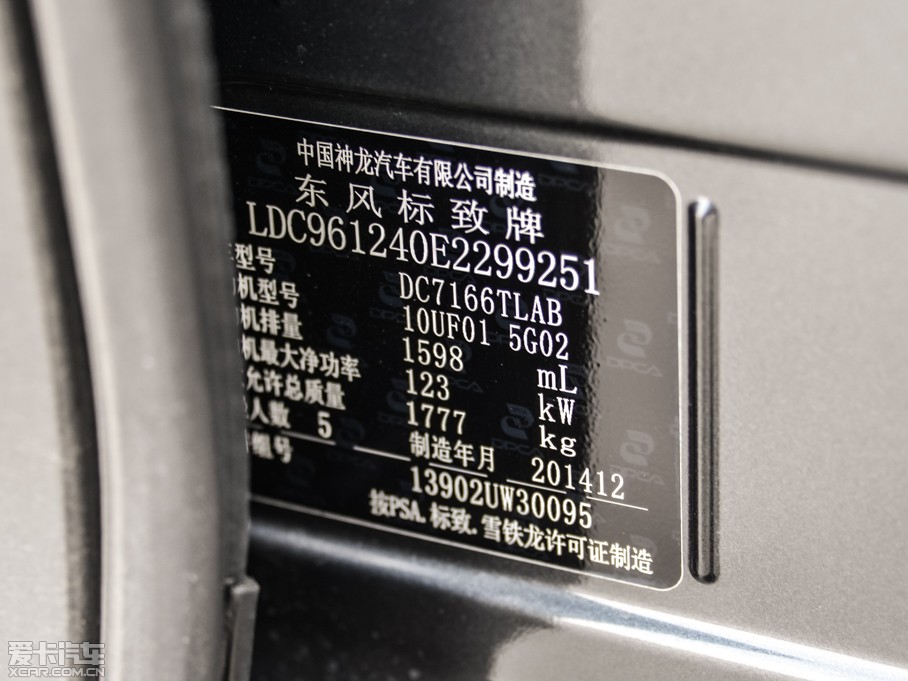 中国神龙汽车有限公司制造
东风标致牌
LDC961240E2299251
型号 DC7166TLAB
机型号 10UF01 5G02
机排量 1598 mL
机最大净功率 123 kW
允许总质量 1777 kg
人数 5 制造年月 201412
组号 13902UW30095
按PSA.标致.雪铁龙许可证制造
爱卡汽车
XCAR.COM.CN